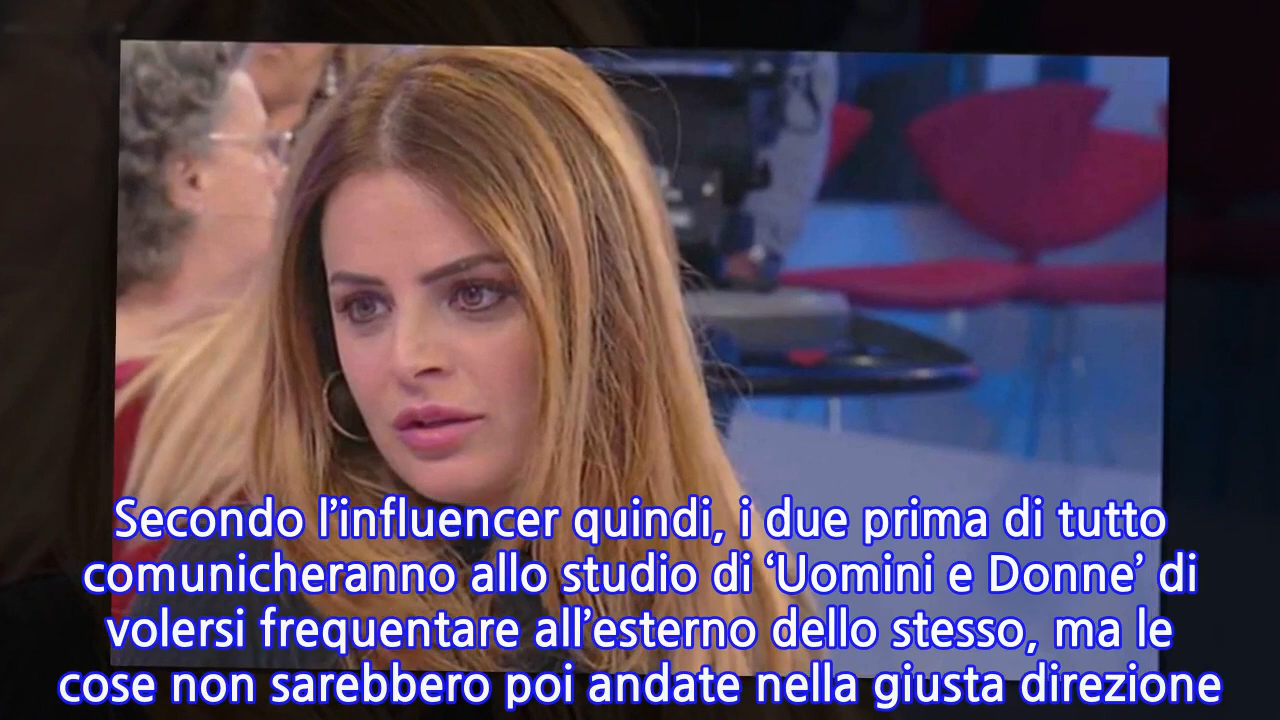 Secondo l’influencer quindi, i due prima di tutto
comunicheranno allo studio di ‘Uomini e Donne’ di
volersi frequentare all’esterno dello stesso, ma le
cose non sarebbero poi andate nella giusta direzione